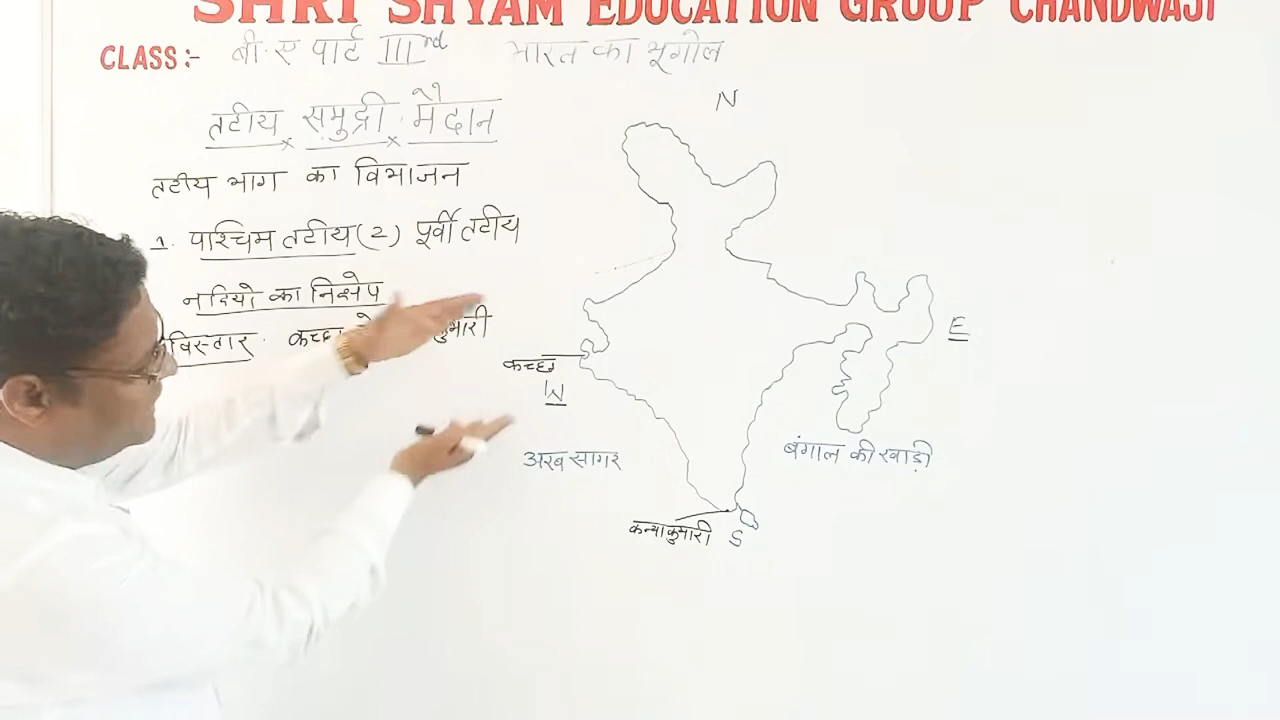 SHRI SHYAM EDUCATION GROUP CHANDWAJI
CLASS:- बी.ए पार्ट IIIrd भारत का भूगोल
तटीय समुद्री मैदान
तटीय भाग का विभाजन
1. पश्चिम तटीय (2) पूर्वी तटीय
नदियो का निक्षेप
विस्तार कच्छ
N
E
कच्छ
W
अरब सागर
बंगाल की खाड़ी
कन्याकुमारी S